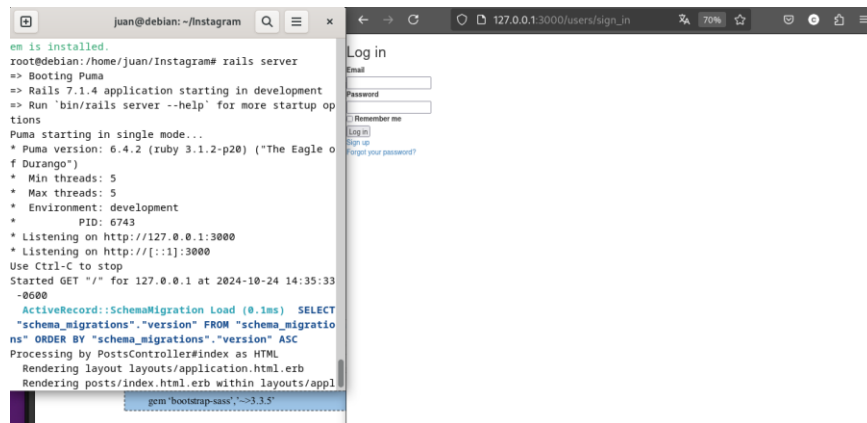 juan@debian: ~/Instagram
em is installed.
root@debian:/home/juan/Instagram# rails server
=> Booting Puma
=> Rails 7.1.4 application starting in development
=> Run `bin/rails server --help` for more startup op
tions
Puma starting in single mode...
* Puma version: 6.4.2 (ruby 3.1.2-p20) ("The Eagle o
f Durango")
*  Min threads: 5
*  Max threads: 5
*  Environment: development
*          PID: 6743
* Listening on http://127.0.0.1:3000
* Listening on http://[::1]:3000
Use Ctrl-C to stop
Started GET "/" for 127.0.0.1 at 2024-10-24 14:35:33
 -0600
  ActiveRecord::SchemaMigration Load (0.1ms)  SELECT
 "schema_migrations"."version" FROM "schema_migratio
ns" ORDER BY "schema_migrations"."version" ASC
Processing by PostsController#index as HTML
  Rendering layout layouts/application.html.erb
  Rendering posts/index.html.erb within layouts/appl
gem 'bootstrap-sass','~>3.3.5'
127.0.0.1:3000/users/sign_in
70%
Log in
Email
Password
Remember me
Log in
Sign up
Forgot your password?